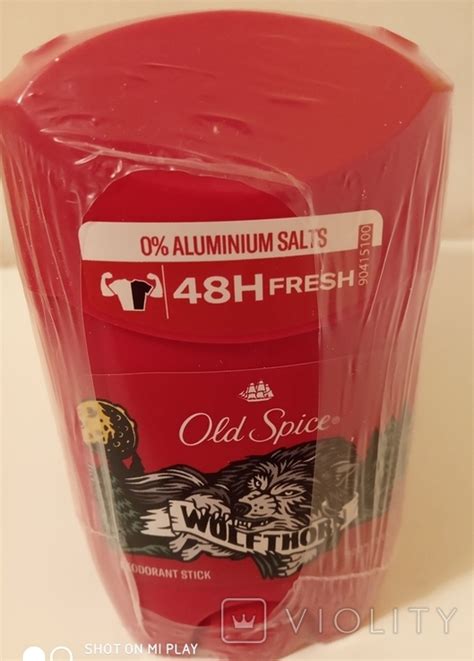 0% ALUMINIUM SALTS
48H FRESH
90415100
Old Spice®
WOLFTHORN
DEODORANT STICK
SHOT ON MI PLAY
VIOLITY